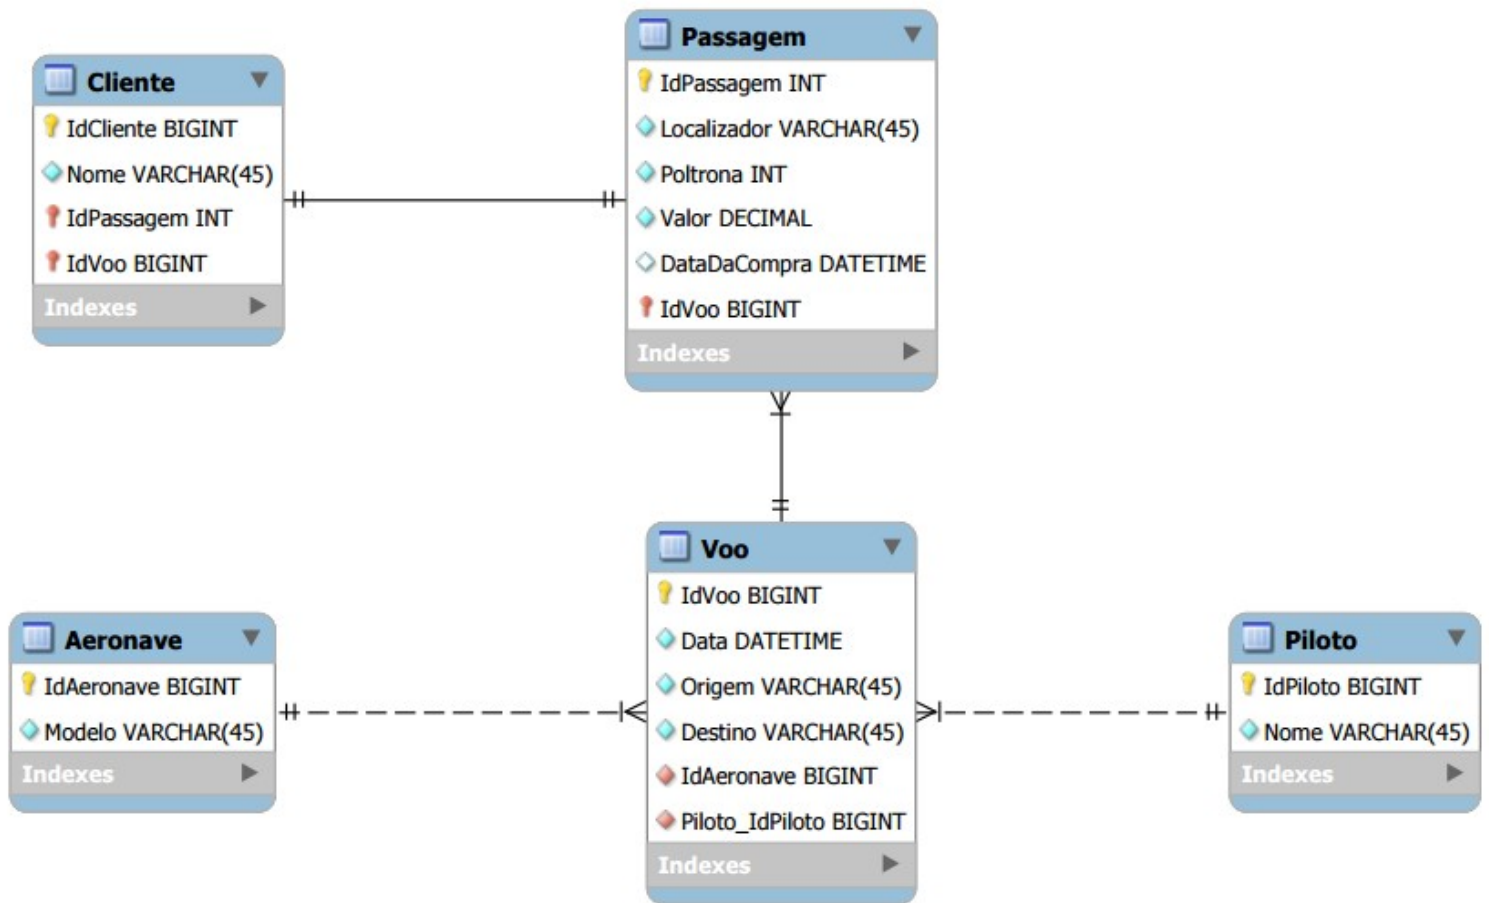 Cliente
IdCliente BIGINT
Nome VARCHAR(45)
IdPassagem INT
IdVoo BIGINT
Indexes
Passagem
IdPassagem INT
Localizador VARCHAR(45)
Poltrona INT
Valor DECIMAL
DataDaCompra DATETIME
IdVoo BIGINT
Indexes
Aeronave
IdAeronave BIGINT
Modelo VARCHAR(45)
Indexes
Voo
IdVoo BIGINT
Data DATETIME
Origem VARCHAR(45)
Destino VARCHAR(45)
IdAeronave BIGINT
Piloto_IdPiloto BIGINT
Indexes
Piloto
IdPiloto BIGINT
Nome VARCHAR(45)
Indexes